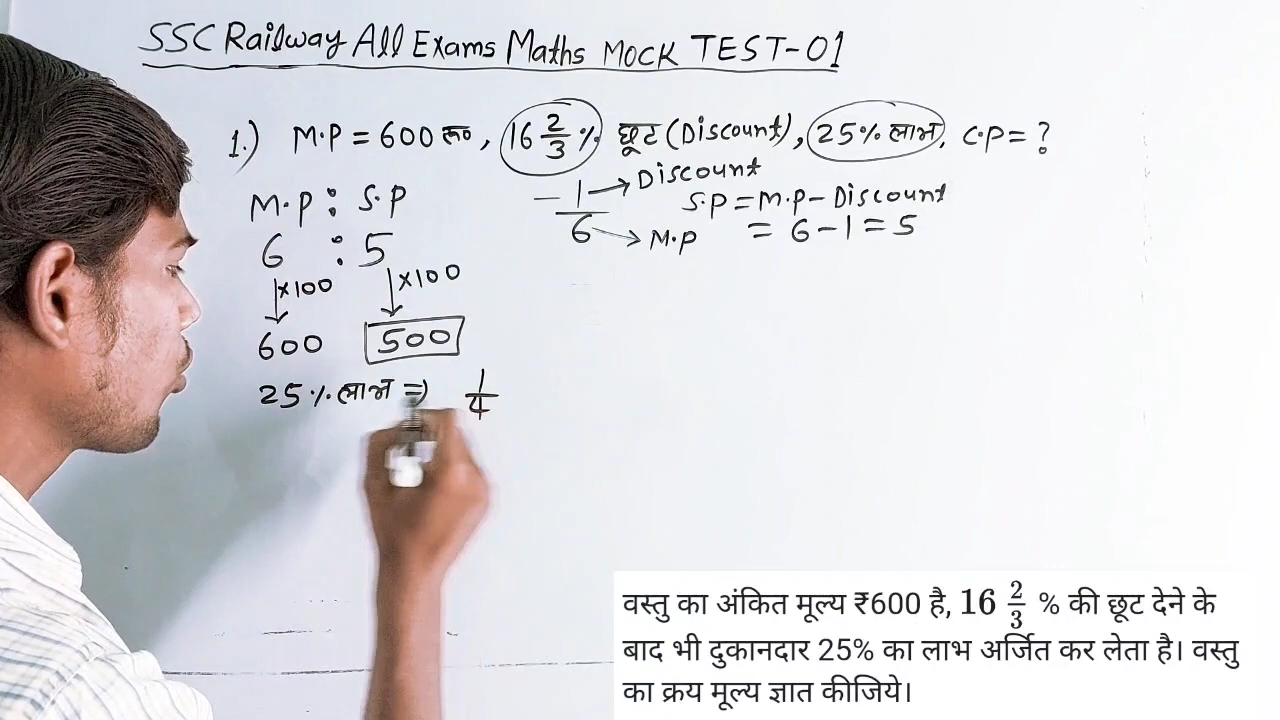 SSC Railway All Exams Maths MOCK TEST-01
1.) M.P = 600 रू०, 16 2/3 % छूट (Discount), 25% लाभ, C.P = ?
M.P : S.P
6 : 5
×100 ×100
600 500
25% लाभ ⇒ 1/4
- 1/6
→ Discount
→ M.P
S.P = M.P - Discount
= 6 - 1 = 5
वस्तु का अंकित मूल्य ₹600 है, 16 2/3 % की छूट देने के
बाद भी दुकानदार 25% का लाभ अर्जित कर लेता है। वस्तु
का क्रय मूल्य ज्ञात कीजिये।